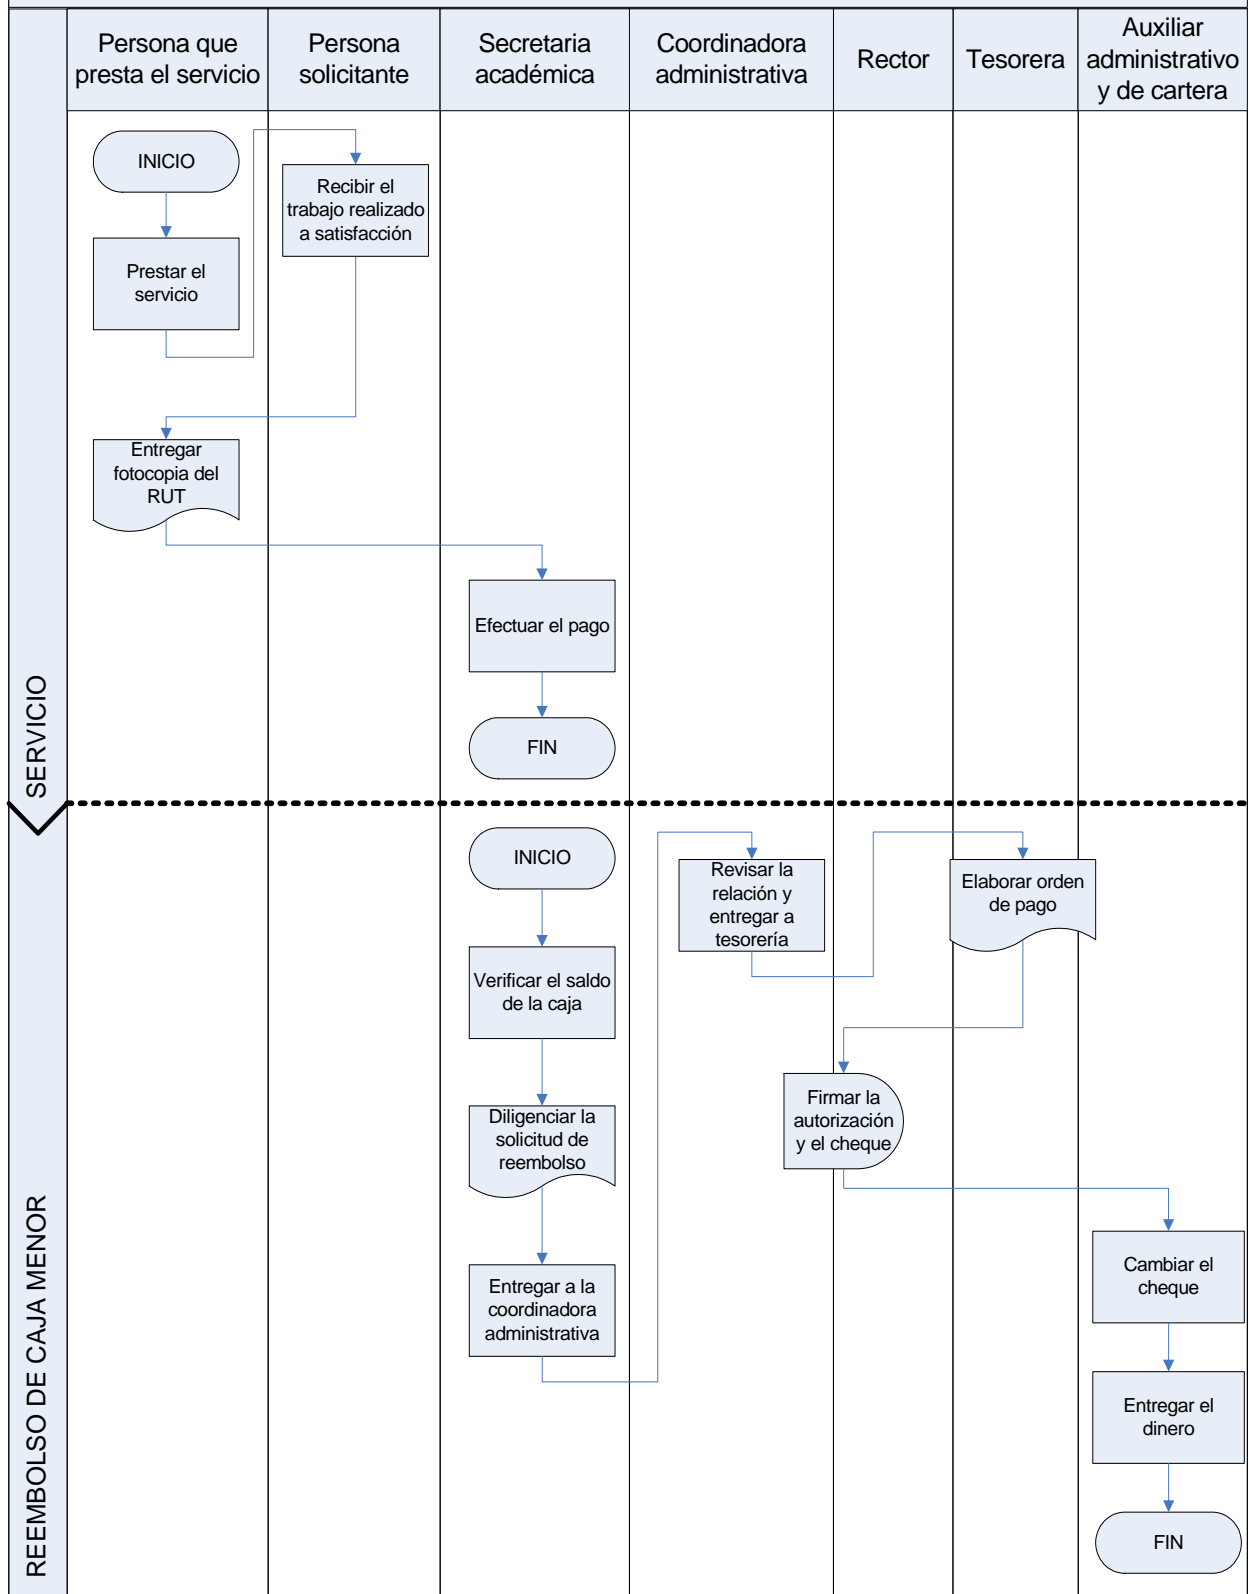 Persona que
presta el servicio
Persona
solicitante
Secretaria
académica
Coordinadora
administrativa
Rector
Tesorera
Auxiliar
administrativo
y de cartera
SERVICIO
INICIO
Prestar el
servicio
Recibir el
trabajo realizado
a satisfacción
Entregar
fotocopia del
RUT
Efectuar el pago
FIN
REEMBOLSO DE CAJA MENOR
INICIO
Verificar el saldo
de la caja
Diligenciar la
solicitud de
reembolso
Entregar a la
coordinadora
administrativa
Revisar la
relación y
entregar a
tesorería
Elaborar orden
de pago
Firmar la
autorización
y el cheque
Cambiar el
cheque
Entregar el
dinero
FIN